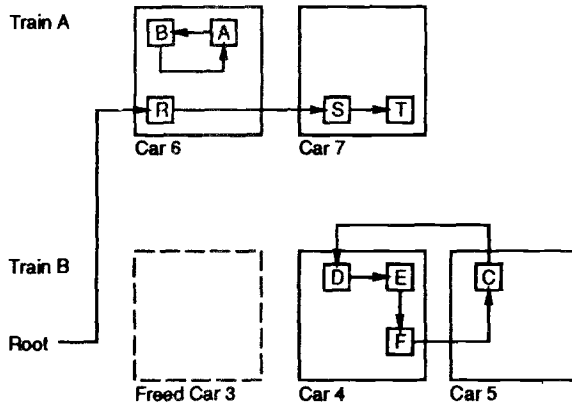 Train A
B A
R S T
Car 6 Car 7
Train B
D E C
F
Root
Freed Car 3 Car 4 Car 5